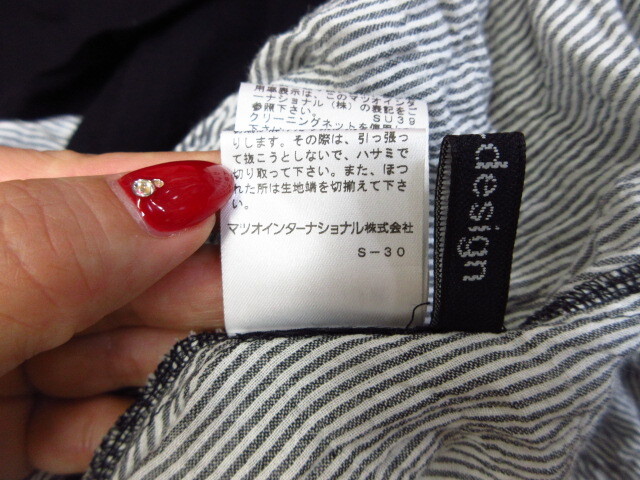 用車表示は、このマツオインタ
ーナショナル(株)の表記をご
参照下さい。
SU39
クリーニングネットを使用
りします。その際は、引っ張っ
て抜こうとしないで、ハサミで
切り取って下さい。また、ほつ
れた所は生地端を切揃えて下さ
い。
マツオインターナショナル株式会社
S-30
design